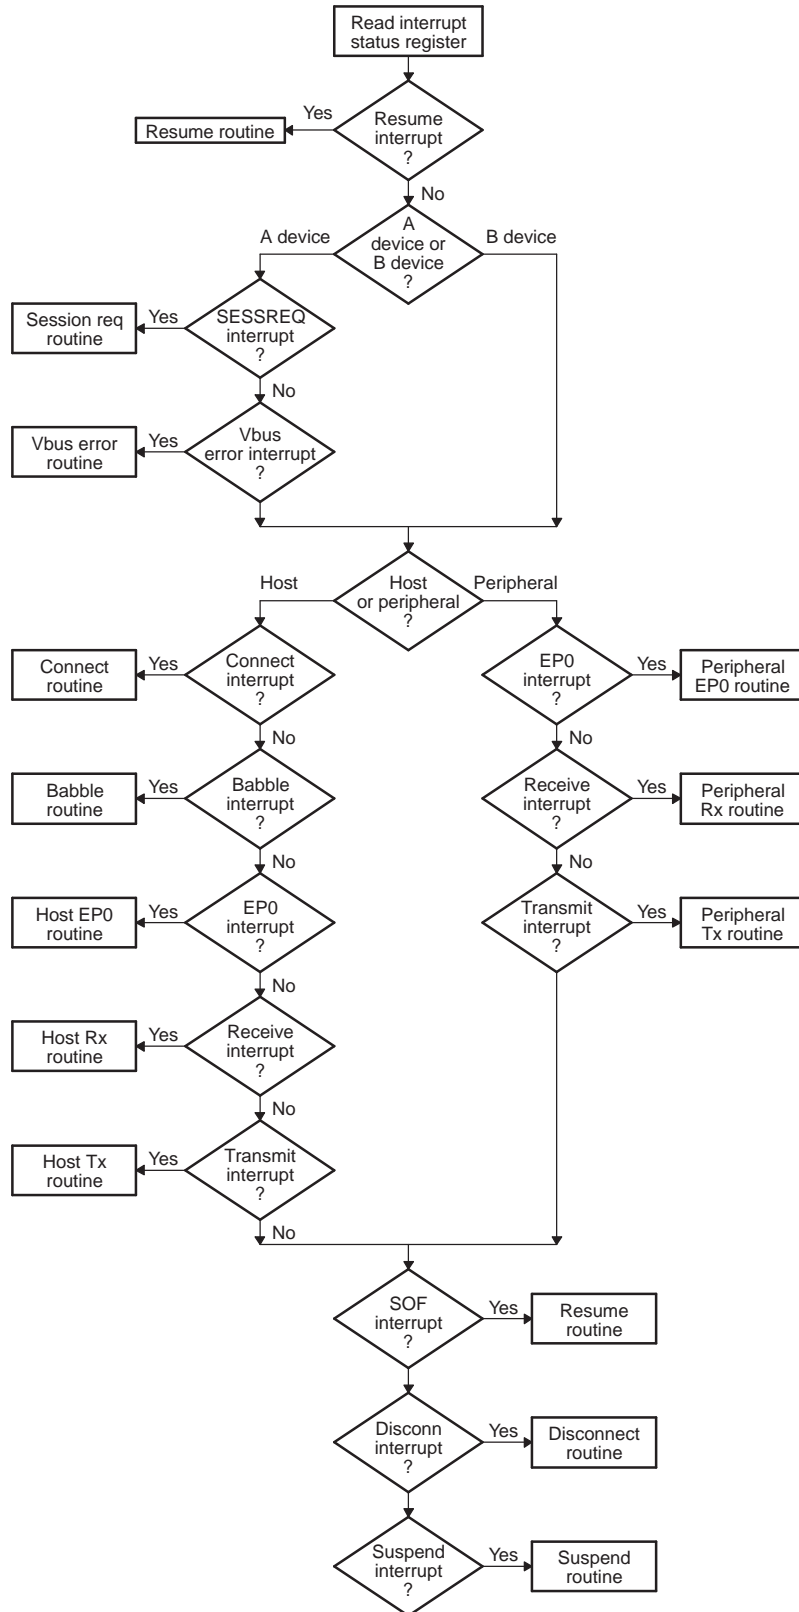 Read interrupt
status register
Resume
interrupt
?
Yes
Resume routine
No
A
device or
B device
?
A device
B device
SESSREQ
interrupt
?
Yes
Session req
routine
No
Vbus
error interrupt
?
Yes
Vbus error
routine
Host
or peripheral
?
Host
Peripheral
Connect
interrupt
?
Yes
Connect
routine
No
Babble
interrupt
?
Yes
Babble
routine
No
EP0
interrupt
?
Yes
Host EP0
routine
No
Receive
interrupt
?
Yes
Host Rx
routine
No
Transmit
interrupt
?
Yes
Host Tx
routine
No
EP0
interrupt
?
Yes
Peripheral
EP0 routine
No
Receive
interrupt
?
Yes
Peripheral
Rx routine
No
Transmit
interrupt
?
Yes
Peripheral
Tx routine
SOF
interrupt
?
Yes
Resume
routine
Disconn
interrupt
?
Yes
Disconnect
routine
Suspend
interrupt
?
Yes
Suspend
routine